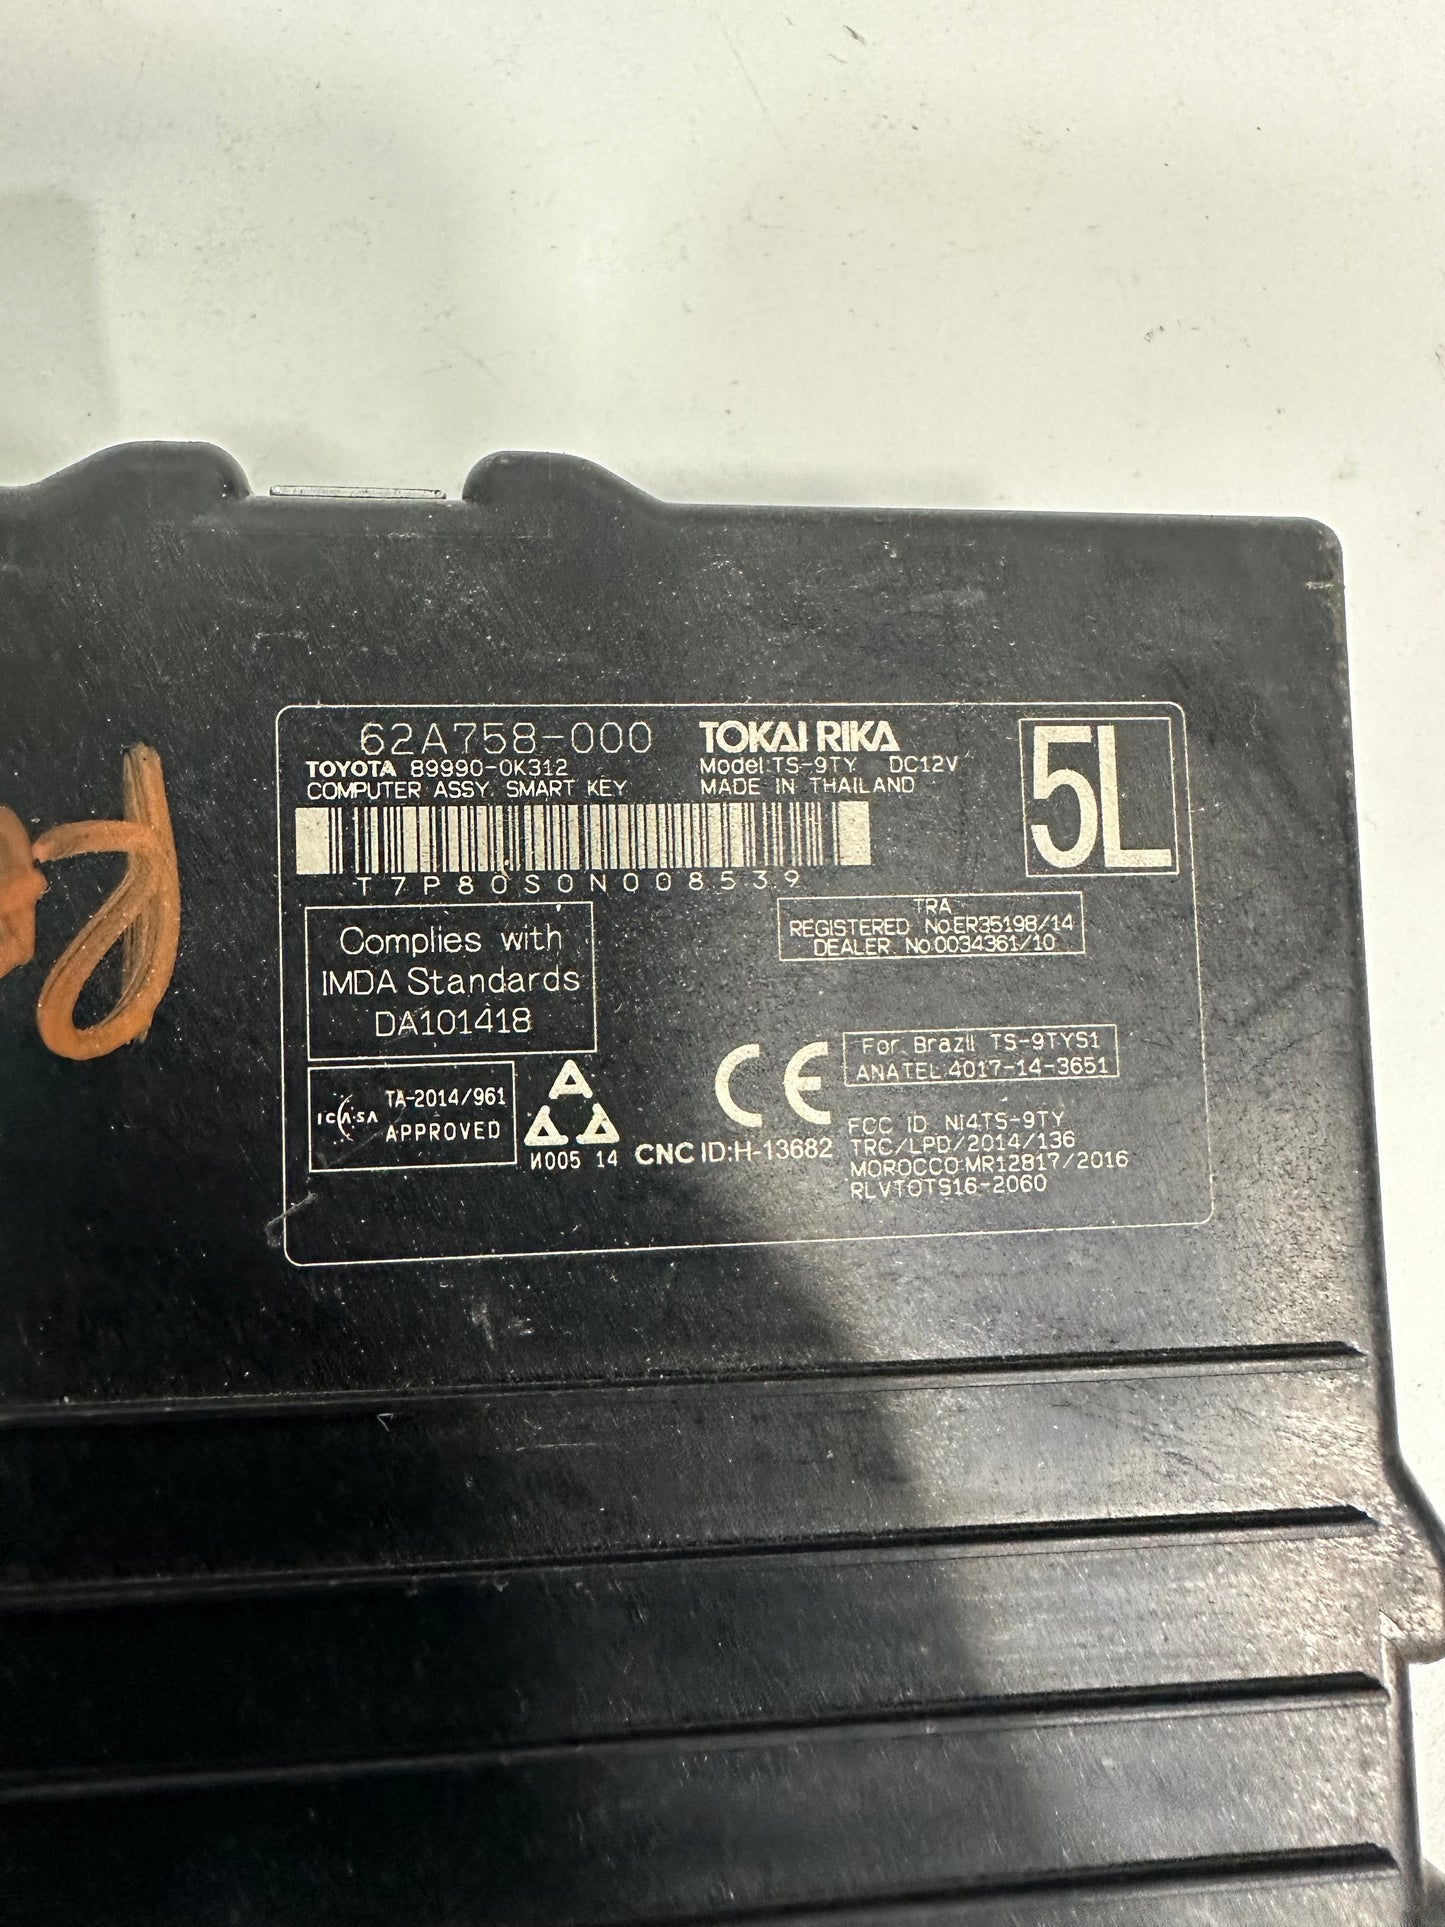 62A758-000
TOYOTA 89990-0K312
COMPUTER ASSY. SMART KEY
TOKAI RIKA
Model:TS-9TY DC12V
MADE IN THAILAND
5L
T7P80S0N008539
TRA
REGISTERED No:ER35198/14
DEALER No:0034361/10
Complies with
IMDA Standards
DA101418
ICASA
TA-2014/961
APPROVED
И005 14
CNC ID:H-13682
CE
For Brazil TS-9TYS1
ANATEL:4017-14-3651
FCC ID NI4TS-9TY
TRC/LPD/2014/136
MOROCCO:MR12817/2016
RLVTOTS16-2060